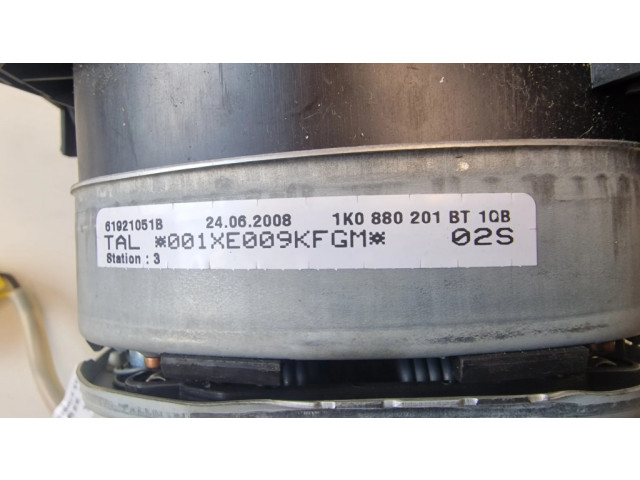 61921051B 24.06.2008 1K0 880 201 BT 1QB
TAL *001XE009KFGM* 02S
Station : 3